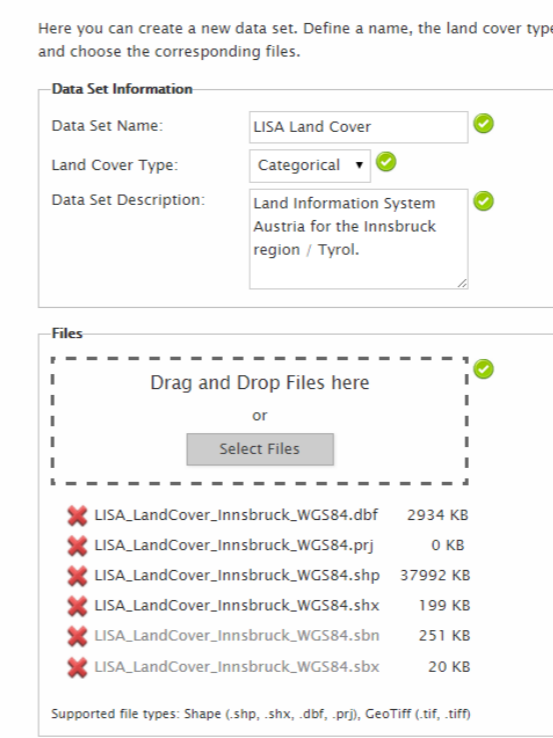 Here you can create a new data set. Define a name, the land cover type
and choose the corresponding files.
Data Set Information
Data Set Name: LISA Land Cover
Land Cover Type: Categorical
Data Set Description: Land Information System
Austria for the Innsbruck
region / Tyrol.
Files
Drag and Drop Files here
or
Select Files
LISA_LandCover_Innsbruck_WGS84.dbf 2934 KB
LISA_LandCover_Innsbruck_WGS84.prj 0 KB
LISA_LandCover_Innsbruck_WGS84.shp 37992 KB
LISA_LandCover_Innsbruck_WGS84.shx 199 KB
LISA_LandCover_Innsbruck_WGS84.sbn 251 KB
LISA_LandCover_Innsbruck_WGS84.sbx 20 KB
Supported file types: Shape (.shp, .shx, .dbf, .prj), GeoTiff (.tif, .tiff)